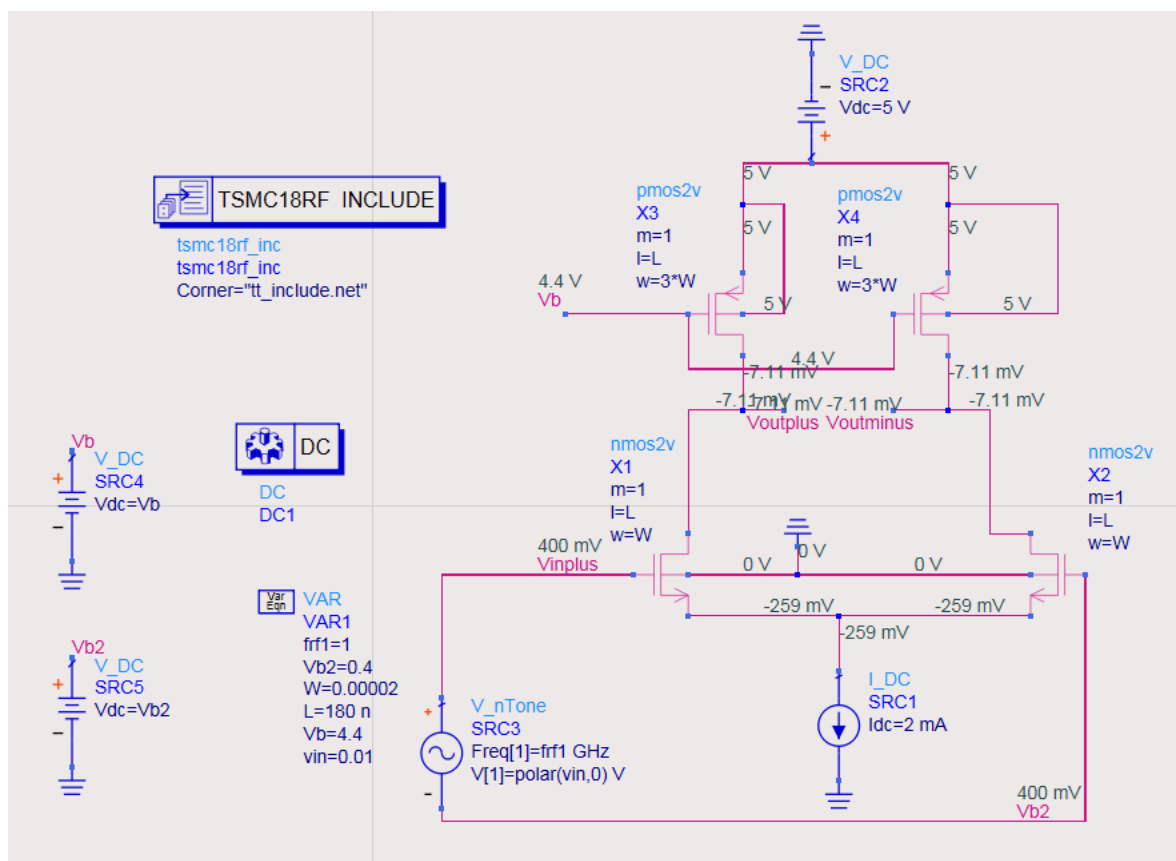 V_DC
SRC2
Vdc=5 V
−
+
TSMC18RF INCLUDE
tsmc18rf_inc
tsmc18rf_inc
Corner="tt_include.net"
5 V
5 V
pmos2v
X3
m=1
l=L
w=3*W
5 V
pmos2v
X4
m=1
l=L
w=3*W
5 V
4.4 V
Vb
5 V
5 V
4.4 V
-7.11 mV
-7.11 mV
-7.11 mV
-7.11 mV
-7.11 mV
-7.11 mV
Voutplus
Voutminus
Vb
V_DC
SRC4
Vdc=Vb
+
−
DC
DC
DC1
nmos2v
X1
m=1
l=L
w=W
nmos2v
X2
m=1
l=L
w=W
400 mV
Vinplus
0 V
0 V
0 V
-259 mV
-259 mV
-259 mV
Var
Eqn
VAR
VAR1
frf1=1
Vb2=0.4
W=0.00002
L=180 n
Vb=4.4
vin=0.01
Vb2
V_DC
SRC5
Vdc=Vb2
+
−
V_nTone
SRC3
Freq[1]=frf1 GHz
V[1]=polar(vin,0) V
+
-
I_DC
SRC1
Idc=2 mA
400 mV
Vb2